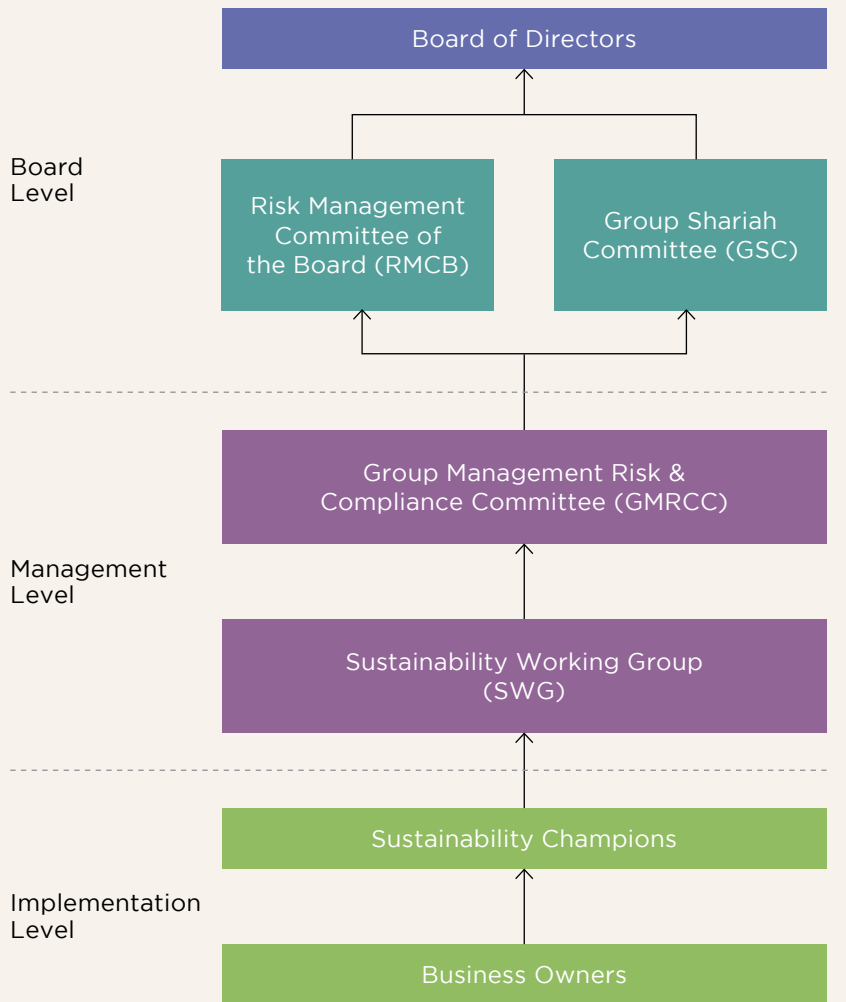 Board of Directors
Board
Level
Risk Management
Committee of
the Board (RMCB)
Group Shariah
Committee (GSC)
Group Management Risk &
Compliance Committee (GMRCC)
Management
Level
Sustainability Working Group
(SWG)
Sustainability Champions
Implementation
Level
Business Owners